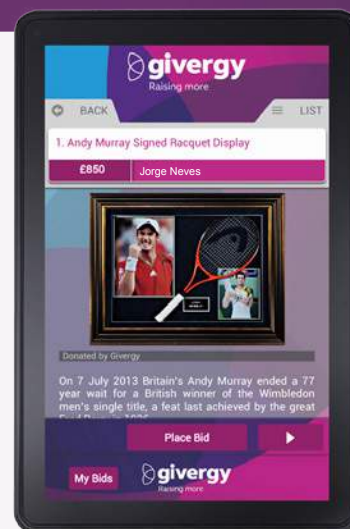 givergy
Raising more
BACK
LIST
1. Andy Murray Signed Racquet Display
£850
Jorge Neves
Donated by Givergy
On 7 July 2013 Britain's Andy Murray ended a 77
year wait for a British winner of the Wimbledon
men's single title, a feat last achieved by the great
Place Bid
My Bids
givergy
Raising more